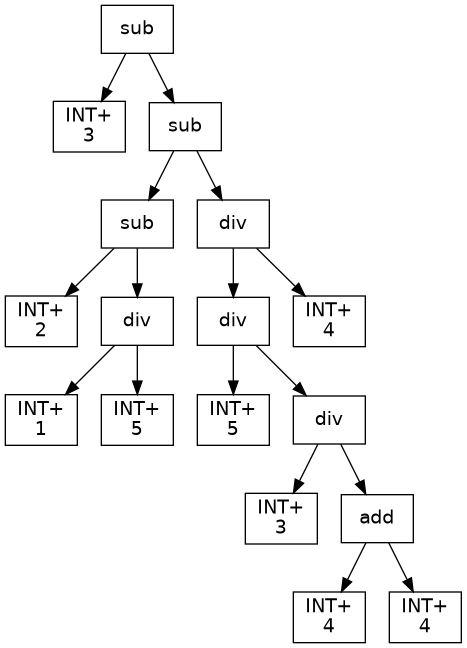 sub
INT+
3
sub
sub
div
INT+
2
div
div
INT+
4
INT+
1
INT+
5
INT+
5
div
INT+
3
add
INT+
4
INT+
4